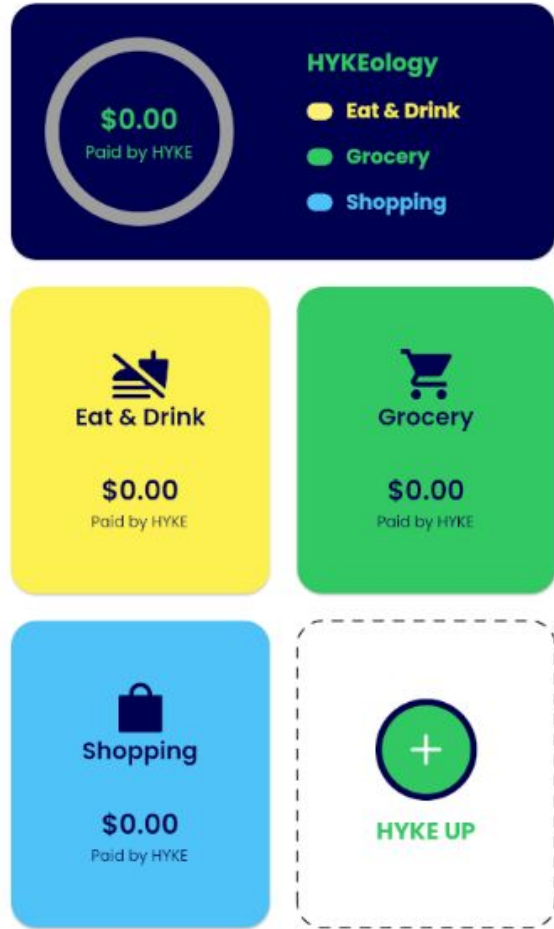 $0.00
Paid by HYKE
HYKEology
Eat & Drink
Grocery
Shopping
Eat & Drink
$0.00
Paid by HYKE
Grocery
$0.00
Paid by HYKE
Shopping
$0.00
Paid by HYKE
HYKE UP